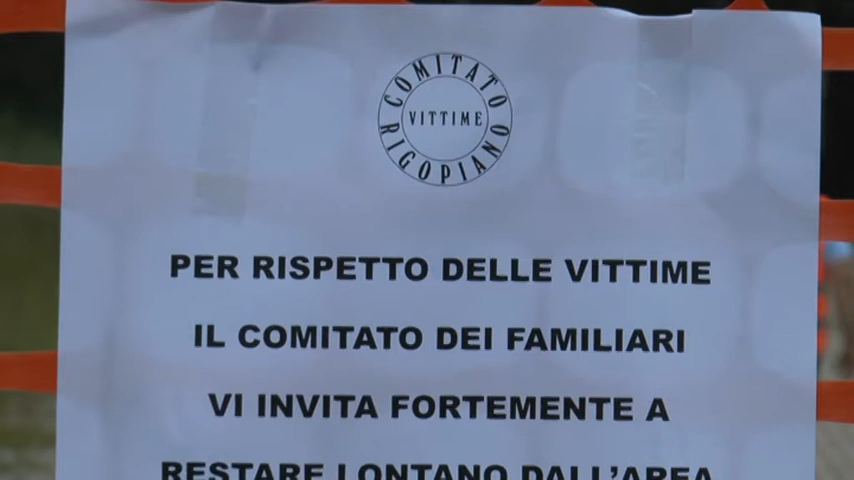 COMITATO
VITTIME
RIGOPIANO
PER RISPETTO DELLE VITTIME
IL COMITATO DEI FAMILIARI
VI INVITA FORTEMENTE A
RESTARE LONTANO DALL'AREA